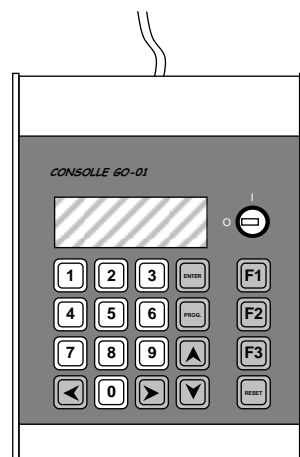 CONSOLLE GO-01
I
O
1 2 3 ENTER F1
4 5 6 PROG. F2
7 8 9 F3
0 RESET